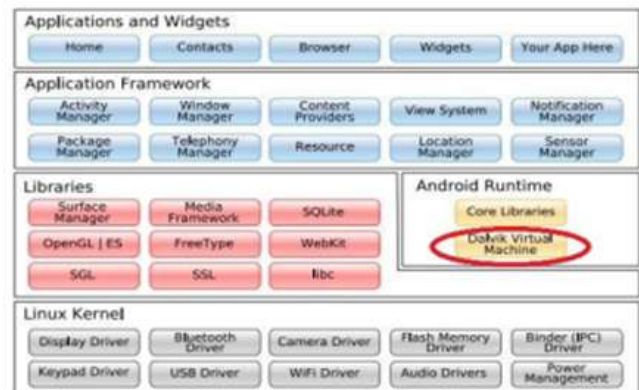 Applications and Widgets
Home Contacts Browser Widgets Your App Here
Application Framework
Activity Manager Window Manager Content Providers View System Notification Manager
Package Manager Telephony Manager Resource Location Manager Sensor Manager
Libraries
Surface Manager Media Framework SQLite
OpenGL | ES FreeType WebKit
SGL SSL libc
Android Runtime
Core Libraries
Dalvik Virtual Machine
Linux Kernel
Display Driver Bluetooth Driver Camera Driver Flash Memory Driver Binder (IPC) Driver
Keypad Driver USB Driver WiFi Driver Audio Drivers Power Management